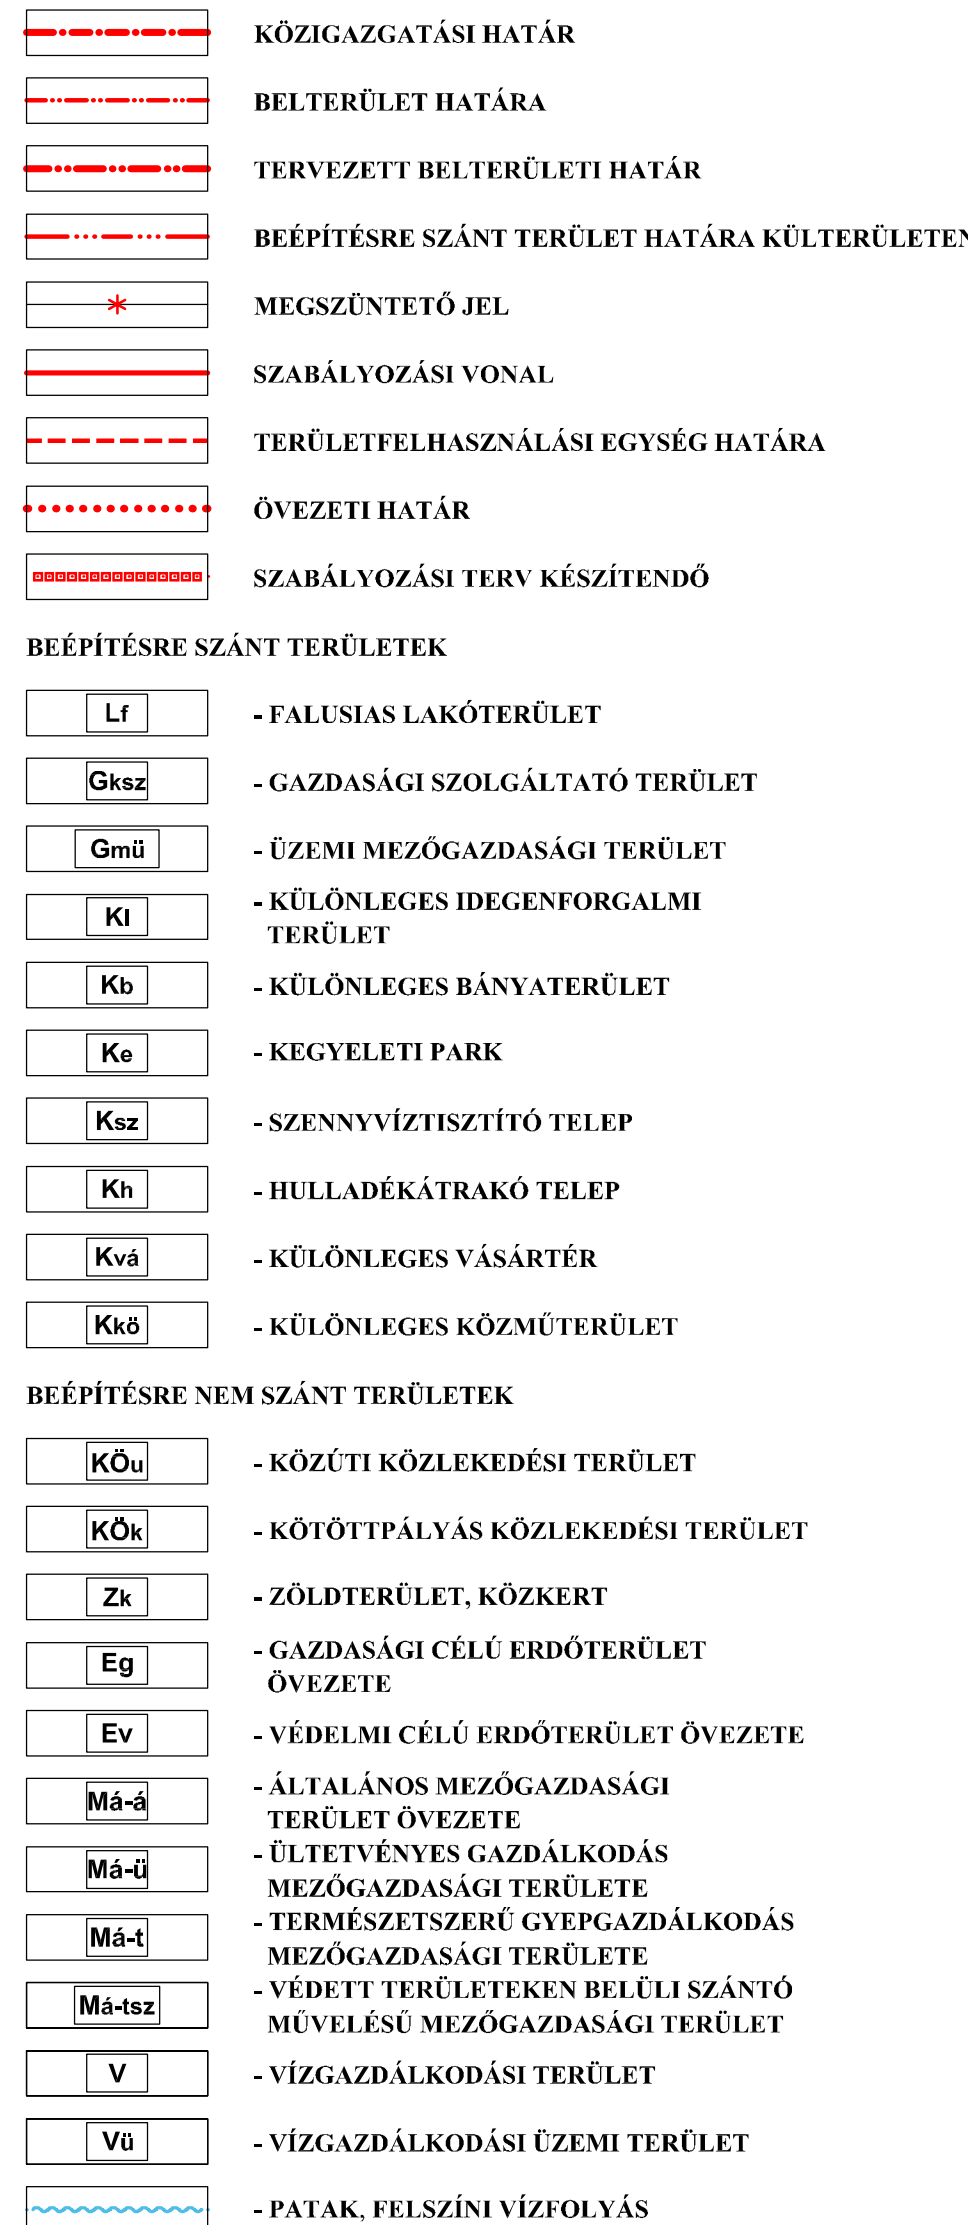 KÖZIGAZGATÁSI HATÁR
BELTERÜLET HATÁRA
TERVEZETT BELTERÜLETI HATÁR
BEÉPÍTÉSRE SZÁNT TERÜLET HATÁRA KÜLTERÜLETEN
MEGSZÜNTETŐ JEL
SZABÁLYOZÁSI VONAL
TERÜLETFELHASZNÁLÁSI EGYSÉG HATÁRA
ÖVEZETI HATÁR
SZABÁLYOZÁSI TERV KÉSZÍTENDŐ
BEÉPÍTÉSRE SZÁNT TERÜLETEK
Lf - FALUSIAS LAKÓTERÜLET
Gksz - GAZDASÁGI SZOLGÁLTATÓ TERÜLET
Gmü - ÜZEMI MEZŐGAZDASÁGI TERÜLET
KI - KÜLÖNLEGES IDEGENFORGALMI
TERÜLET
Kb - KÜLÖNLEGES BÁNYATERÜLET
Ke - KEGYELETI PARK
Ksz - SZENNYVÍZTISZTÍTÓ TELEP
Kh - HULLADÉKÁTRAKÓ TELEP
Kvá - KÜLÖNLEGES VÁSÁRTÉR
Kkö - KÜLÖNLEGES KÖZMŰTERÜLET
BEÉPÍTÉSRE NEM SZÁNT TERÜLETEK
KÖu - KÖZÚTI KÖZLEKEDÉSI TERÜLET
KÖk - KÖTÖTTPÁLYÁS KÖZLEKEDÉSI TERÜLET
Zk - ZÖLDTERÜLET, KÖZKERT
Eg - GAZDASÁGI CÉLÚ ERDŐTERÜLET
ÖVEZETE
Ev - VÉDELMI CÉLÚ ERDŐTERÜLET ÖVEZETE
Má-á - ÁLTALÁNOS MEZŐGAZDASÁGI
TERÜLET ÖVEZETE
Má-ü - ÜLTETVÉNYES GAZDÁLKODÁS
MEZŐGAZDASÁGI TERÜLETE
Má-t - TERMÉSZETSZERŰ GYEPGAZDÁLKODÁS
MEZŐGAZDASÁGI TERÜLETE
Má-tsz - VÉDETT TERÜLETEKEN BELÜLI SZÁNTÓ
MŰVELÉSŰ MEZŐGAZDASÁGI TERÜLET
V - VÍZGAZDÁLKODÁSI TERÜLET
Vü - VÍZGAZDÁLKODÁSI ÜZEMI TERÜLET
- PATAK, FELSZÍNI VÍZFOLYÁS